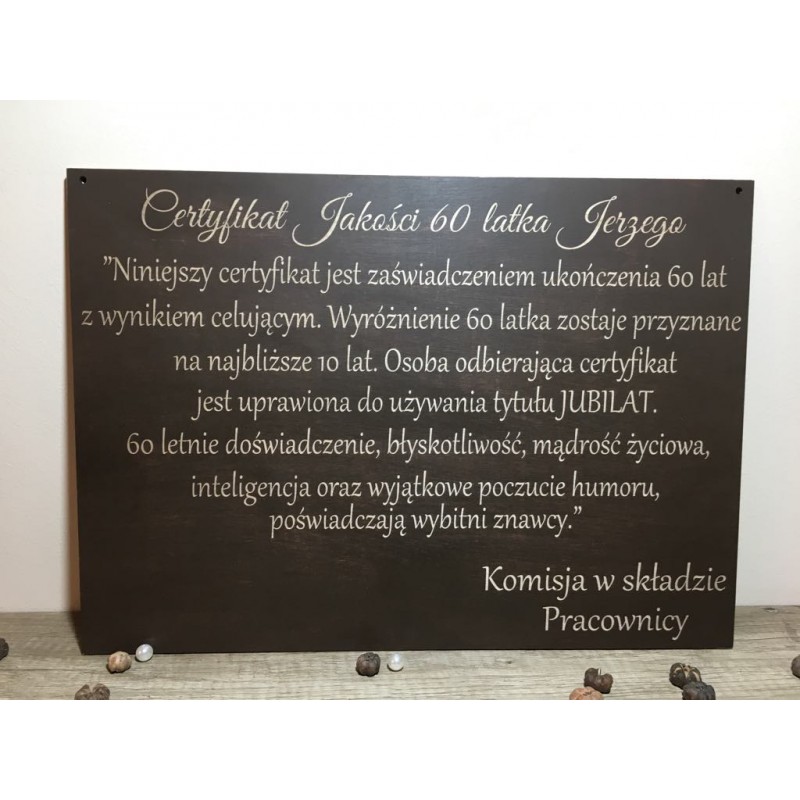 Certyfikat Jakości 60 latka Jerzego
"Niniejszy certyfikat jest zaświadczeniem ukończenia 60 lat
z wynikiem celującym. Wyróżnienie 60 latka zostaje przyznane
na najbliższe 10 lat. Osoba odbierająca certyfikat
jest uprawiona do używania tytułu JUBILAT.
60 letnie doświadczenie, błyskotliwość, mądrość życiowa,
inteligencja oraz wyjątkowe poczucie humoru,
poświadczają wybitni znawcy."
Komisja w składzie
Pracownicy